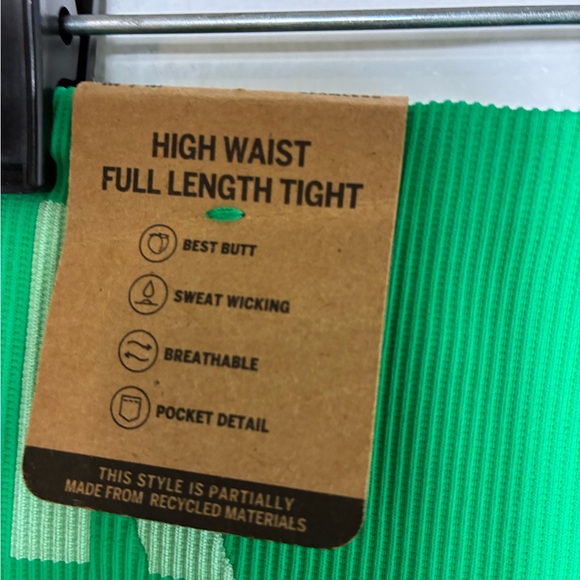 HIGH WAIST
FULL LENGTH TIGHT
BEST BUTT
SWEAT WICKING
BREATHABLE
POCKET DETAIL
THIS STYLE IS PARTIALLY
MADE FROM RECYCLED MATERIALS